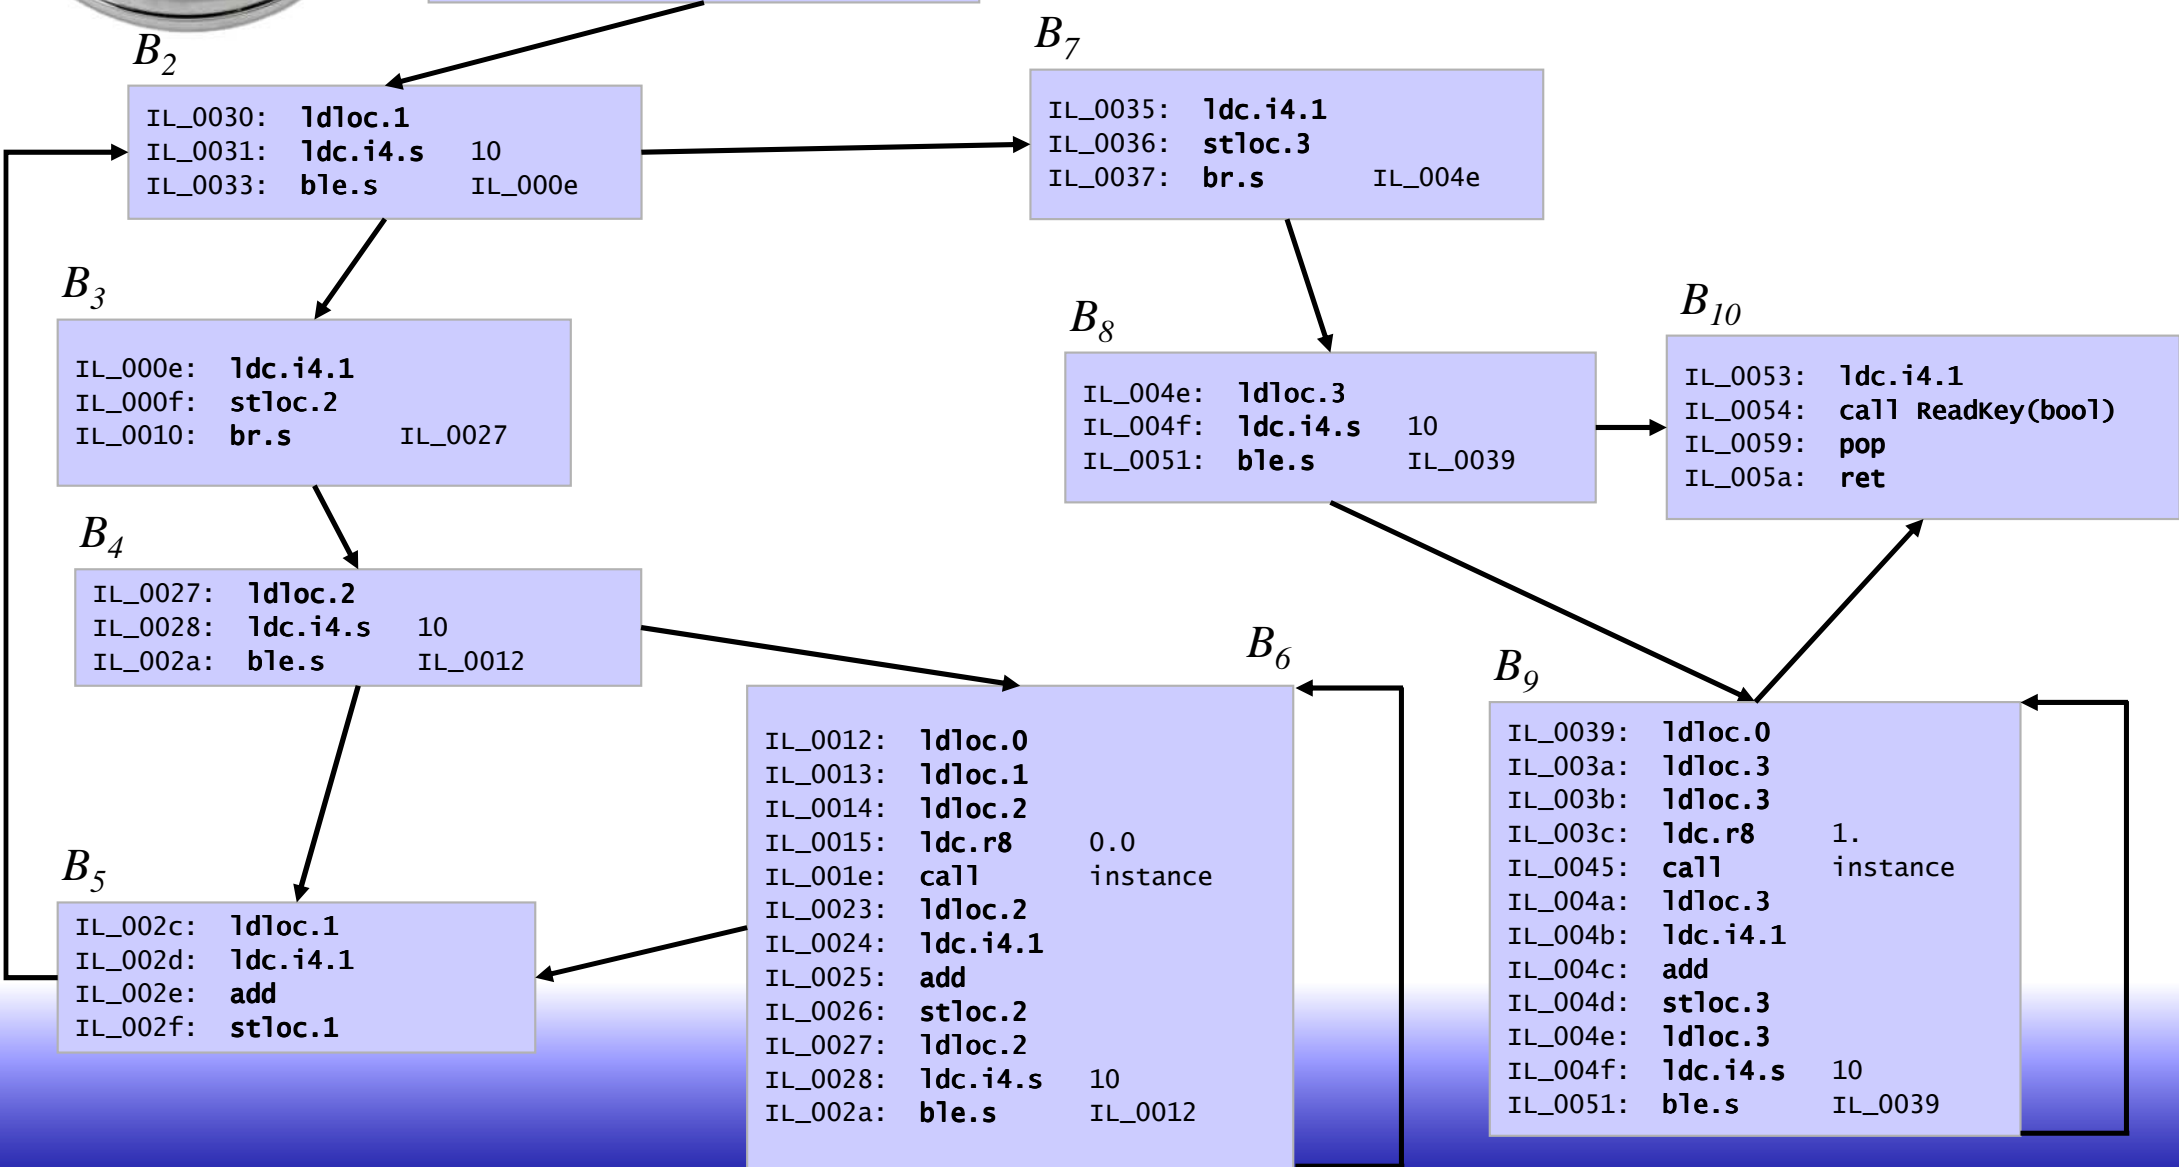 B2
IL_0030: ldloc.1
IL_0031: ldc.i4.s 10
IL_0033: ble.s IL_000e
B7
IL_0035: ldc.i4.1
IL_0036: stloc.3
IL_0037: br.s IL_004e
B3
IL_000e: ldc.i4.1
IL_000f: stloc.2
IL_0010: br.s IL_0027
B8
IL_004e: ldloc.3
IL_004f: ldc.i4.s 10
IL_0051: ble.s IL_0039
B10
IL_0053: ldc.i4.1
IL_0054: call ReadKey(bool)
IL_0059: pop
IL_005a: ret
B4
IL_0027: ldloc.2
IL_0028: ldc.i4.s 10
IL_002a: ble.s IL_0012
B6
IL_0012: ldloc.0
IL_0013: ldloc.1
IL_0014: ldloc.2
IL_0015: ldc.r8 0.0
IL_001e: call instance
IL_0023: ldloc.2
IL_0024: ldc.i4.1
IL_0025: add
IL_0026: stloc.2
IL_0027: ldloc.2
IL_0028: ldc.i4.s 10
IL_002a: ble.s IL_0012
B9
IL_0039: ldloc.0
IL_003a: ldloc.3
IL_003b: ldloc.3
IL_003c: ldc.r8 1.
IL_0045: call instance
IL_004a: ldloc.3
IL_004b: ldc.i4.1
IL_004c: add
IL_004d: stloc.3
IL_004e: ldloc.3
IL_004f: ldc.i4.s 10
IL_0051: ble.s IL_0039
B5
IL_002c: ldloc.1
IL_002d: ldc.i4.1
IL_002e: add
IL_002f: stloc.1